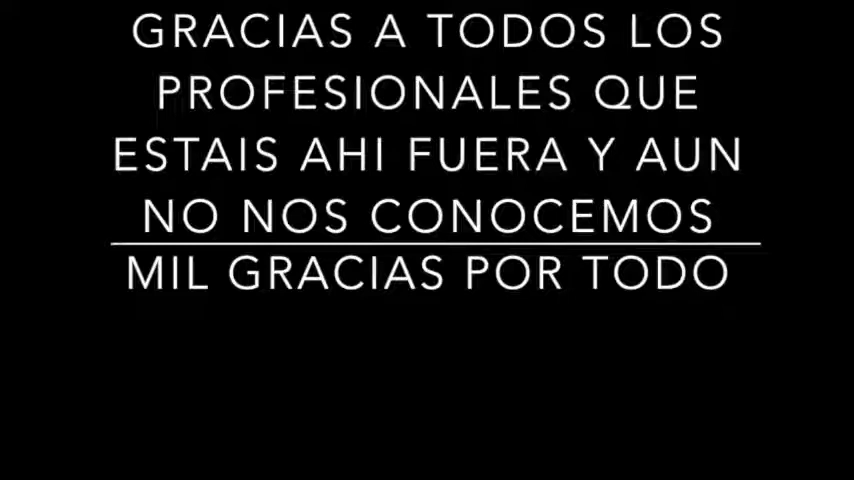 GRACIAS A TODOS LOS
PROFESIONALES QUE
ESTAIS AHI FUERA Y AUN
NO NOS CONOCEMOS
MIL GRACIAS POR TODO